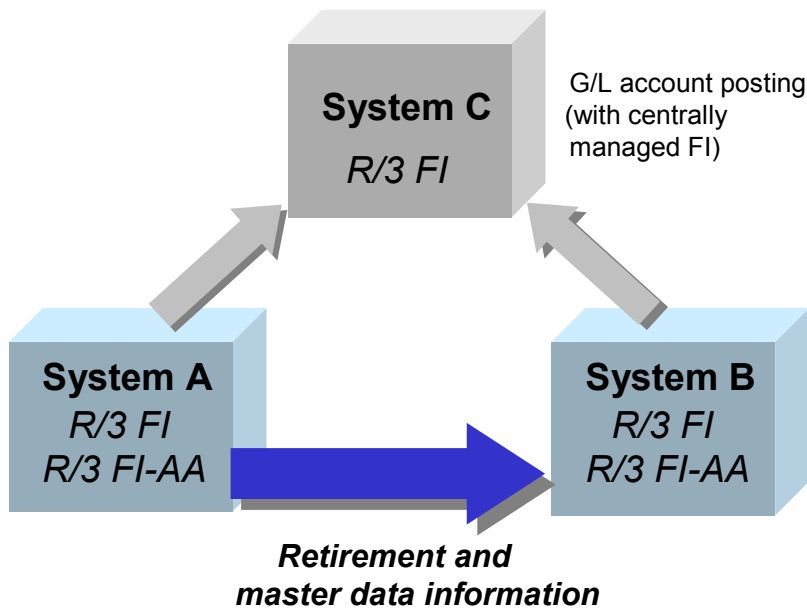 System C
R/3 FI
G/L account posting
(with centrally
managed FI)
System A
R/3 FI
R/3 FI-AA
System B
R/3 FI
R/3 FI-AA
Retirement and
master data information